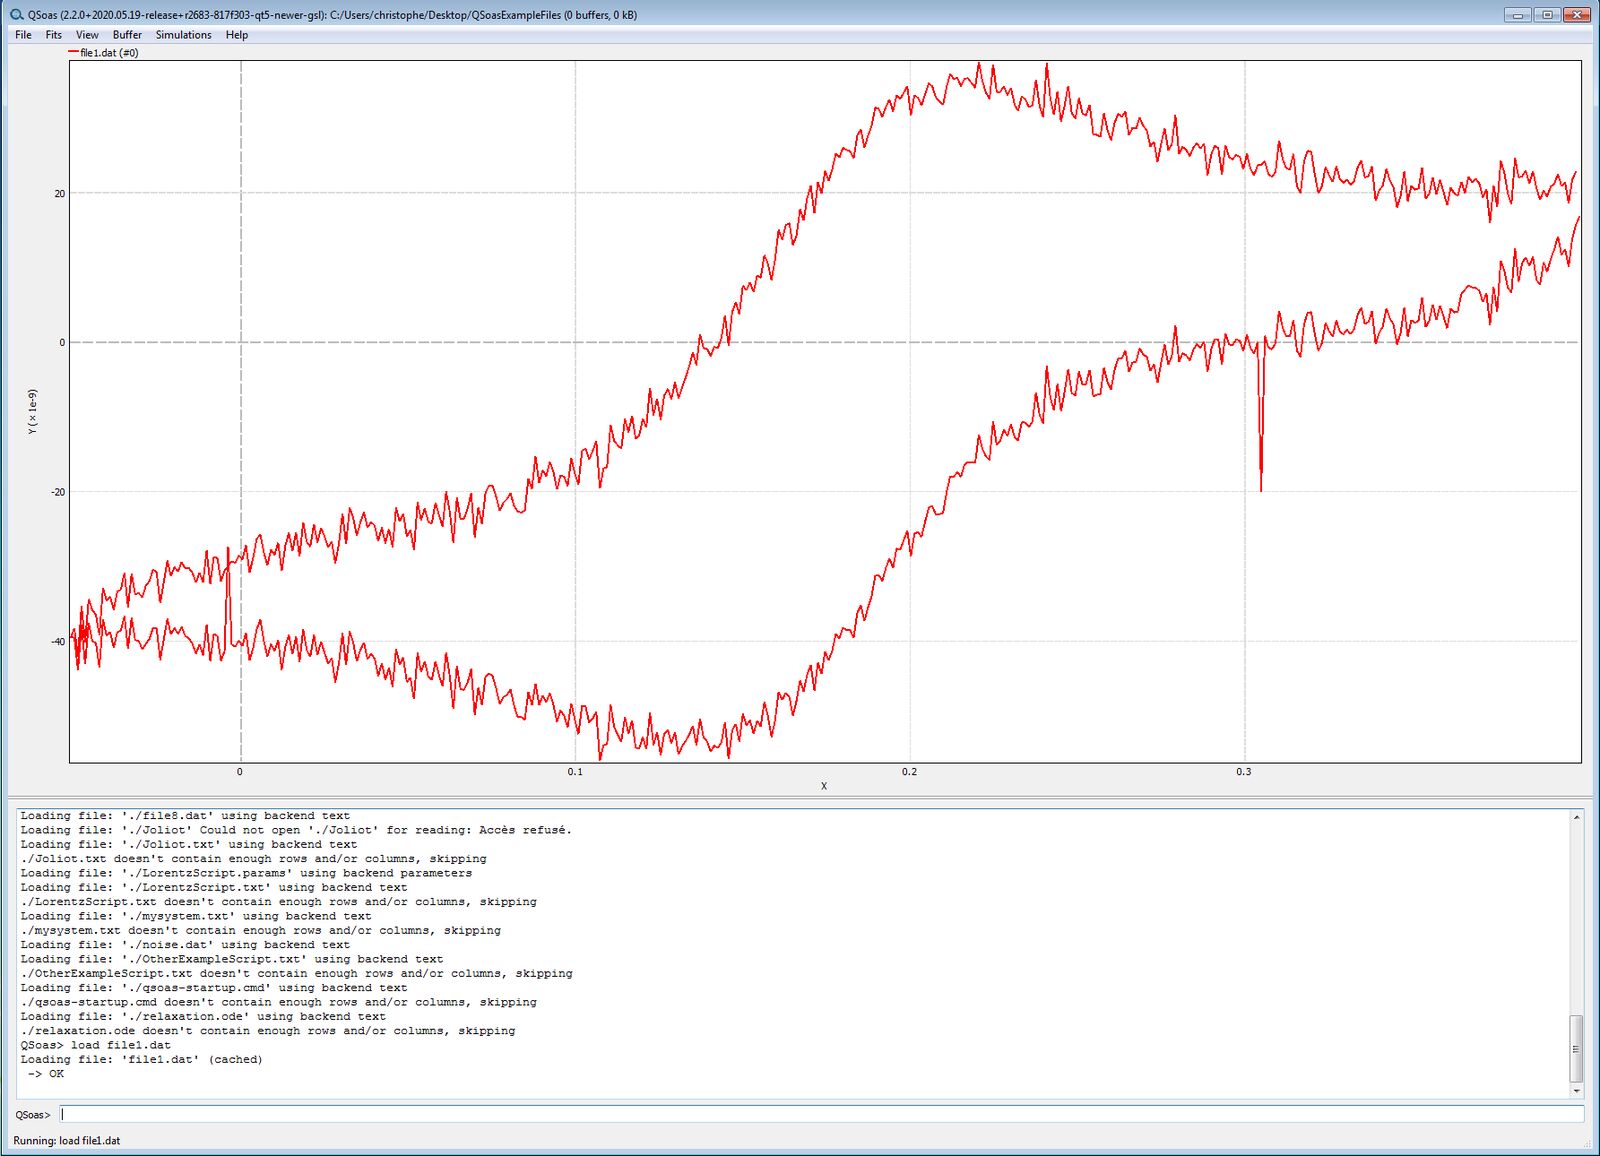 QSoas (2.2.0+2020.05.19-release+r2683-817f303-qt5-newer-gsl): C:/Users/christophe/Desktop/QSoasExampleFiles (0 buffers, 0 kB)
File Fits View Buffer Simulations Help
file1.dat (#0)
20
0
-20
-40
Y (× 1e-9)
0 0.1 0.2 0.3
X
Loading file: './file8.dat' using backend text
Loading file: './Joliot' Could not open './Joliot' for reading: Accès refusé.
Loading file: './Joliot.txt' using backend text
./Joliot.txt doesn't contain enough rows and/or columns, skipping
Loading file: './LorentzScript.params' using backend parameters
Loading file: './LorentzScript.txt' using backend text
./LorentzScript.txt doesn't contain enough rows and/or columns, skipping
Loading file: './mysystem.txt' using backend text
./mysystem.txt doesn't contain enough rows and/or columns, skipping
Loading file: './noise.dat' using backend text
Loading file: './OtherExampleScript.txt' using backend text
./OtherExampleScript.txt doesn't contain enough rows and/or columns, skipping
Loading file: './qsoas-startup.cmd' using backend text
./qsoas-startup.cmd doesn't contain enough rows and/or columns, skipping
Loading file: './relaxation.ode' using backend text
./relaxation.ode doesn't contain enough rows and/or columns, skipping
QSoas> load file1.dat
Loading file: 'file1.dat' (cached)
-> OK
QSoas>
Running: load file1.dat